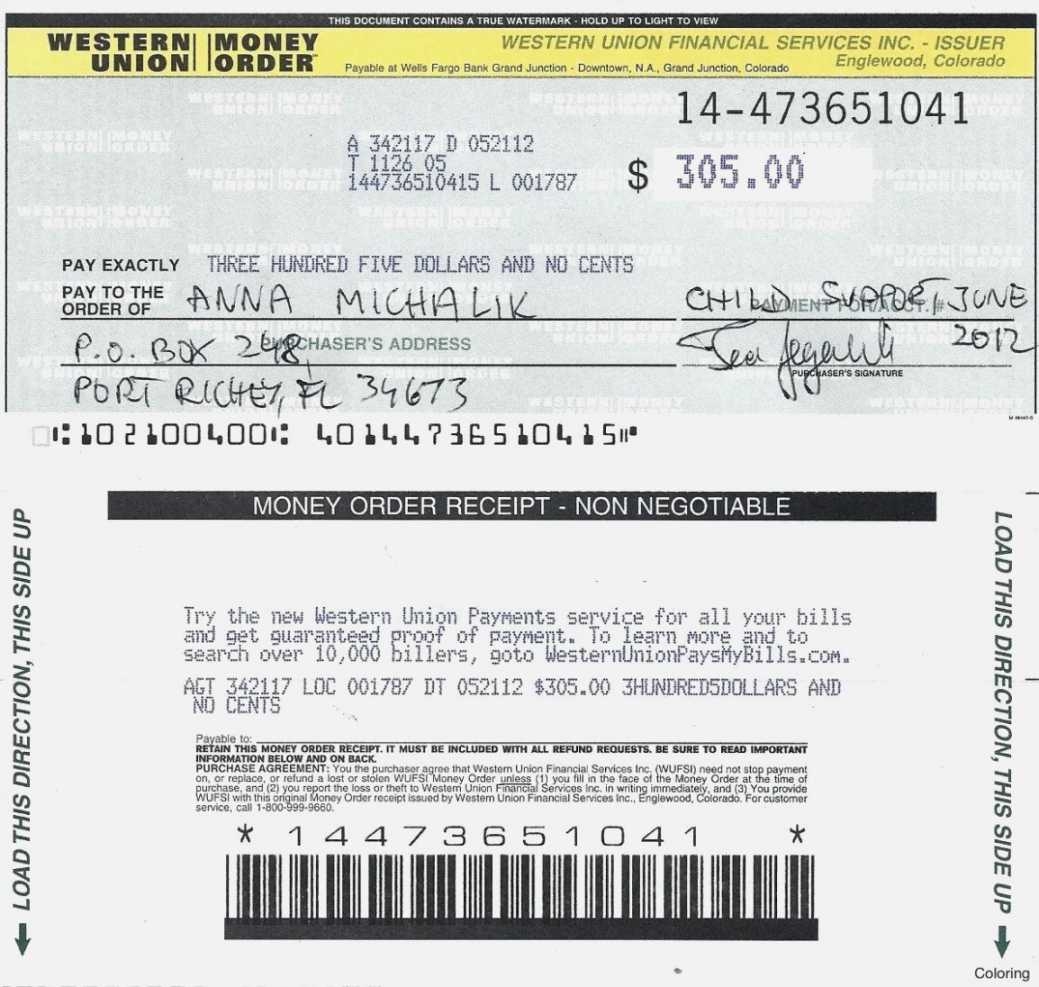 THIS DOCUMENT CONTAINS A TRUE WATERMARK - HOLD UP TO LIGHT TO VIEW
WESTERN UNION MONEY ORDER
WESTERN UNION FINANCIAL SERVICES INC. - ISSUER
Englewood, Colorado
Payable at Wells Fargo Bank Grand Junction - Downtown, N.A., Grand Junction, Colorado
14-473651041
A 342117 D 052112
T 1126 05
144736510415 L 001787
$ 305.00
PAY EXACTLY THREE HUNDRED FIVE DOLLARS AND NO CENTS
PAY TO THE ORDER OF ANNA MICHALIK
CHILD SUPPORT, JUNE 2012
PAYMENT FOR/ACCT.#
P.O. BOX 248,
PURCHASER'S ADDRESS
PORT RICHEY, FL 34673
PURCHASER'S SIGNATURE
102100400 40144736510415
MONEY ORDER RECEIPT - NON NEGOTIABLE
LOAD THIS DIRECTION, THIS SIDE UP
LOAD THIS DIRECTION, THIS SIDE UP
Try the new Western Union Payments service for all your bills
and get guaranteed proof of payment. To learn more and to
search over 10,000 billers, goto WesternUnionPaysMyBills.com.
AGT 342117 LOC 001787 DT 052112 $305.00 3HUNDRED5DOLLARS AND
NO CENTS
Payable to:
RETAIN THIS MONEY ORDER RECEIPT. IT MUST BE INCLUDED WITH ALL REFUND REQUESTS. BE SURE TO READ IMPORTANT
INFORMATION BELOW AND ON BACK.
PURCHASE AGREEMENT: You the purchaser agree that Western Union Financial Services Inc. (WUFSI) need not stop payment
on, or replace, or refund a lost or stolen WUFSI Money Order unless (1) you fill in the face of the Money Order at the time of
purchase, and (2) you report the loss or theft to Western Union Financial Services Inc. in writing immediately, and (3) You provide
WUFSI with this original Money Order receipt issued by Western Union Financial Services Inc., Englewood, Colorado. For customer
service, call 1-800-999-9660.
* 14473651041 *
Coloring